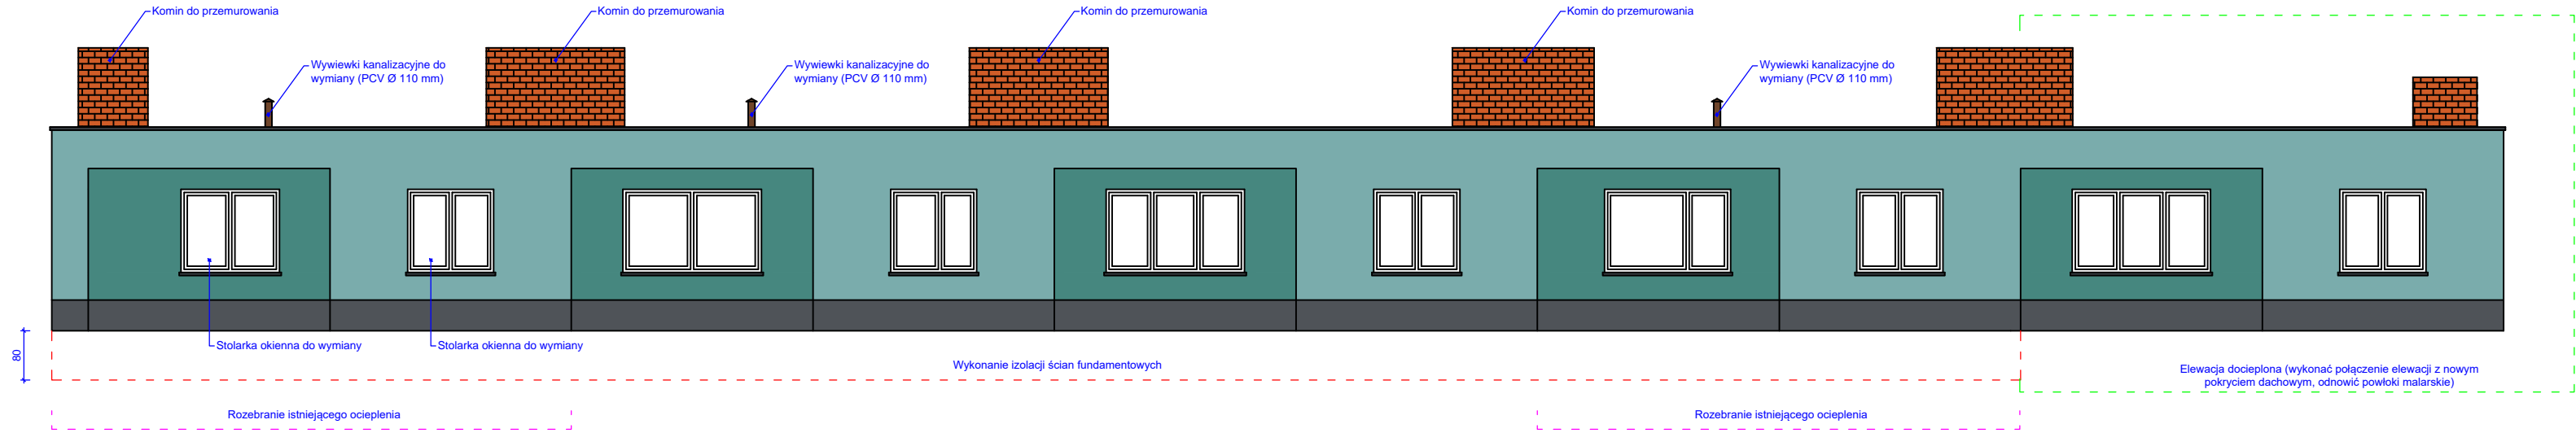 Komin do przemurowania
Komin do przemurowania
Komin do przemurowania
Komin do przemurowania
Wywiewki kanalizacyjne do
wymiany (PCV Ø 110 mm)
Wywiewki kanalizacyjne do
wymiany (PCV Ø 110 mm)
Wywiewki kanalizacyjne do
wymiany (PCV Ø 110 mm)
Stolarka okienna do wymiany
Stolarka okienna do wymiany
80
Wykonanie izolacji ścian fundamentowych
Elewacja docieplona (wykonać połączenie elewacji z nowym
pokryciem dachowym, odnowić powłoki malarskie)
Rozebranie istniejącego ocieplenia
Rozebranie istniejącego ocieplenia